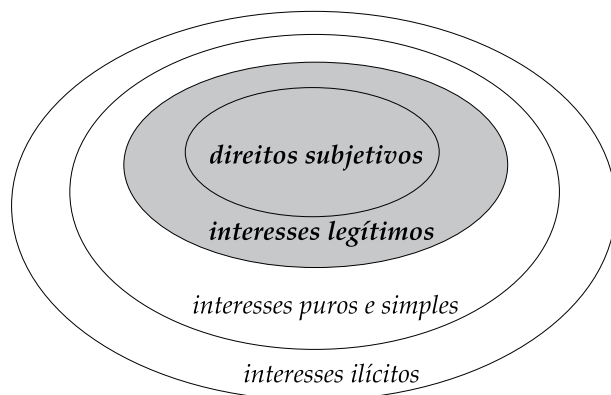 direitos subjetivos
interesses legítimos
interesses puros e simples
interesses ilícitos